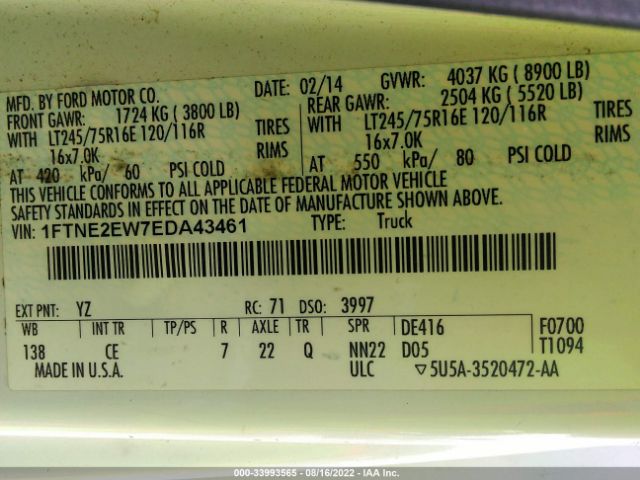 MFD. BY FORD MOTOR CO. DATE: 02/14 GVWR: 4037 KG ( 8900 LB)
FRONT GAWR: 1724 KG ( 3800 LB) REAR GAWR: 2504 KG ( 5520 LB)
WITH LT245/75R16E 120/116R TIRES WITH LT245/75R16E 120/116R TIRES
16x7.0K RIMS 16x7.0K RIMS
AT 420 kPa/ 60 PSI COLD AT 550 kPa/ 80 PSI COLD
THIS VEHICLE CONFORMS TO ALL APPLICABLE FEDERAL MOTOR VEHICLE
SAFETY STANDARDS IN EFFECT ON THE DATE OF MANUFACTURE SHOWN ABOVE.
VIN: 1FTNE2EW7EDA43461 TYPE: Truck
EXT PNT: YZ RC: 71 DSO: 3997
WB INT TR TP/PS R AXLE TR SPR DE416 F0700
138 CE 7 22 Q NN22 D05 T1094
MADE IN U.S.A. ULC ▽5U5A-3520472-AA
000-33993565 - 08/16/2022 - IAAI Corp.